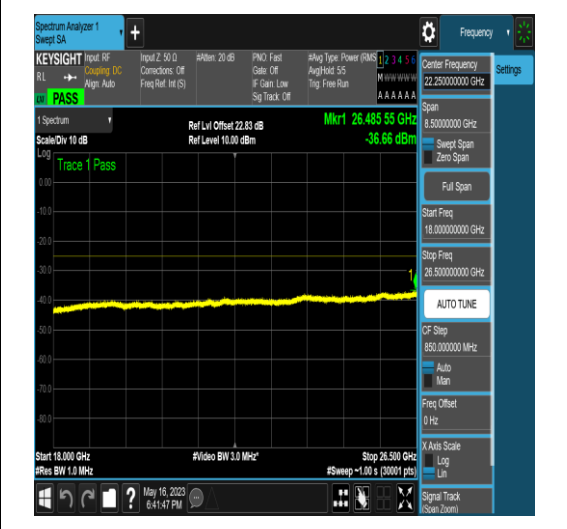 Spectrum Analyzer 1
Swept SA
Frequency
KEYSIGHT
Input: RF
Input Z: 50 Ω
#Atten: 20 dB
PNO: Fast
#Avg Type: Power (RMS
1 2 3 4 5 6
RL
Coupling: DC
Corrections: Off
Gate: Off
Avg|Hold: 5/5
M W W W W W
Align: Auto
Freq Ref: Int (S)
IF Gain: Low
Trig: Free Run
Sig Track: Off
A A A A A A
PASS
1 Spectrum
Ref Lvl Offset 22.83 dB
Mkr1 26.485 55 GHz
Scale/Div 10 dB
Ref Level 10.00 dBm
-36.66 dBm
Log
Trace 1 Pass
0.00
-10.0
-20.0
-30.0
1
-40.0
-50.0
-60.0
-70.0
-80.0
Start 18.000 GHz
#Video BW 3.0 MHz*
Stop 26.500 GHz
#Res BW 1.0 MHz
#Sweep ~1.00 s (30001 pts)
May 16, 2023
6:41:47 PM
Settings
Center Frequency
22.250000000 GHz
Span
8.50000000 GHz
Swept Span
Zero Span
Full Span
Start Freq
18.000000000 GHz
Stop Freq
26.500000000 GHz
AUTO TUNE
CF Step
850.000000 MHz
Auto
Man
Freq Offset
0 Hz
X Axis Scale
Log
Lin
Signal Track
(Span Zoom)